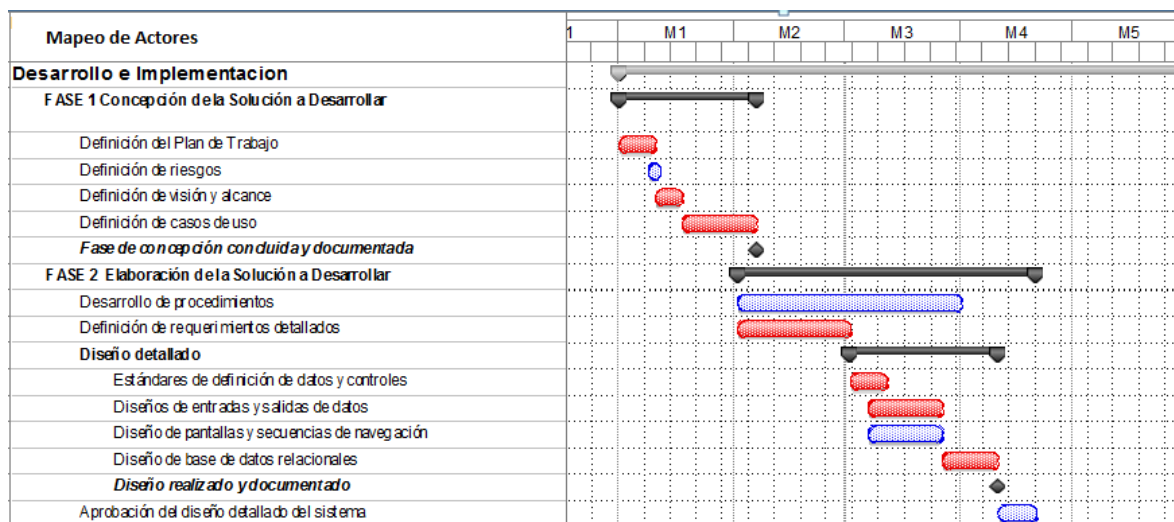 Mapeo de Actores
1 M1 M2 M3 M4 M5
Desarrollo e Implementacion
FASE 1 Concepción de la Solución a Desarrollar
Definición del Plan de Trabajo
Definición de riesgos
Definición de visión y alcance
Definición de casos de uso
Fase de concepción concluida y documentada
FASE 2 Elaboración de la Solución a Desarrollar
Desarrollo de procedimientos
Definición de requerimientos detallados
Diseño detallado
Estándares de definición de datos y controles
Diseños de entradas y salidas de datos
Diseño de pantallas y secuencias de navegación
Diseño de base de datos relacionales
Diseño realizado y documentado
Aprobación del diseño detallado del sistema